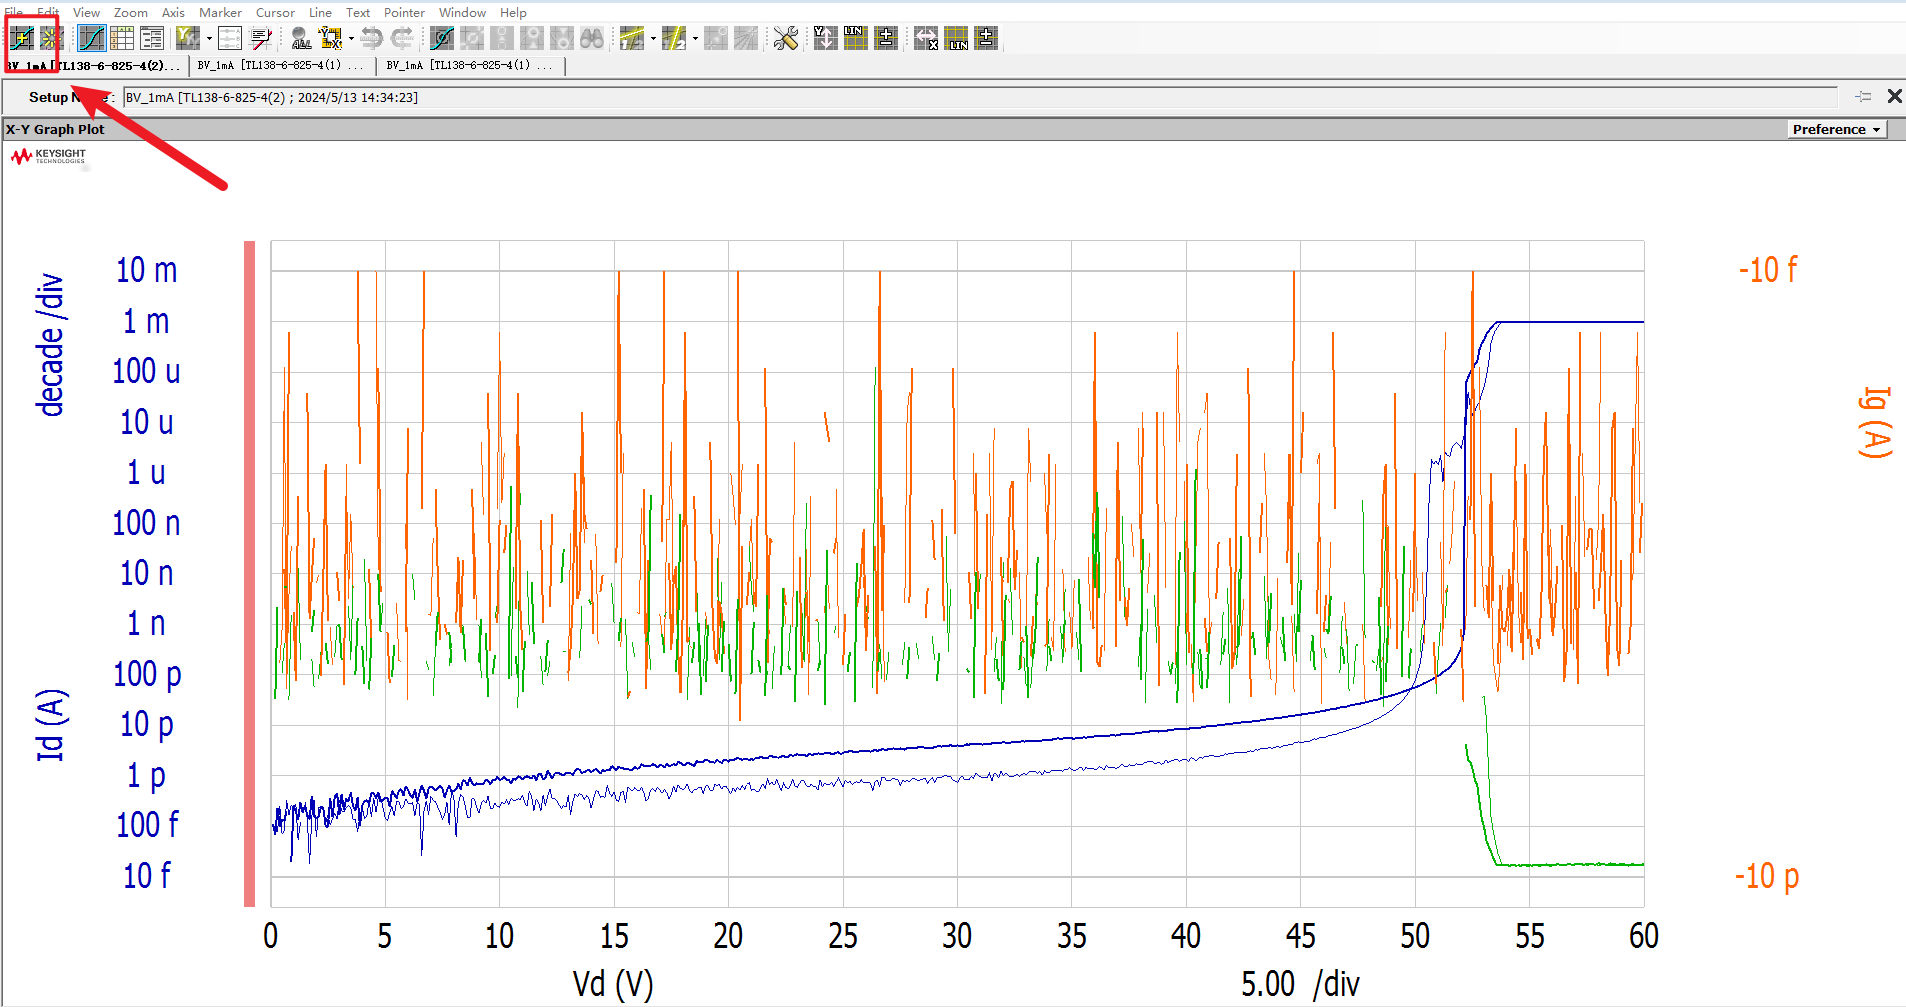 File Edit View Zoom Axis Marker Cursor Line Text Pointer Window Help
BV_1mA [TL138-6-825-4(2)... BV_1mA [TL138-6-825-4(1) ... BV_1mA [TL138-6-825-4(1) ...
Setup N e : BV_1mA [TL138-6-825-4(2) ; 2024/5/13 14:34:23]
X-Y Graph Plot Preference
KEYSIGHT
TECHNOLOGIES
decade /div
Id (A)
10 m
1 m
100 u
10 u
1 u
100 n
10 n
1 n
100 p
10 p
1 p
100 f
10 f
-10 f
Ig (A)
-10 p
0 5 10 15 20 25 30 35 40 45 50 55 60
Vd (V) 5.00 /div